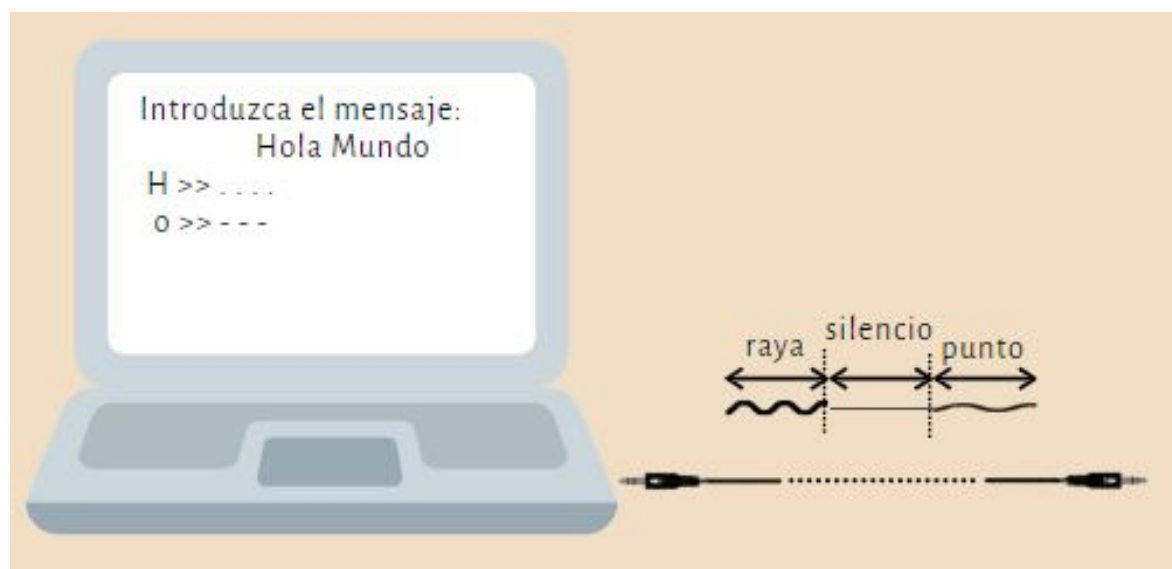 Introduzca el mensaje:
Hola Mundo
H >> . . . .
o >> - - -
raya silencio punto